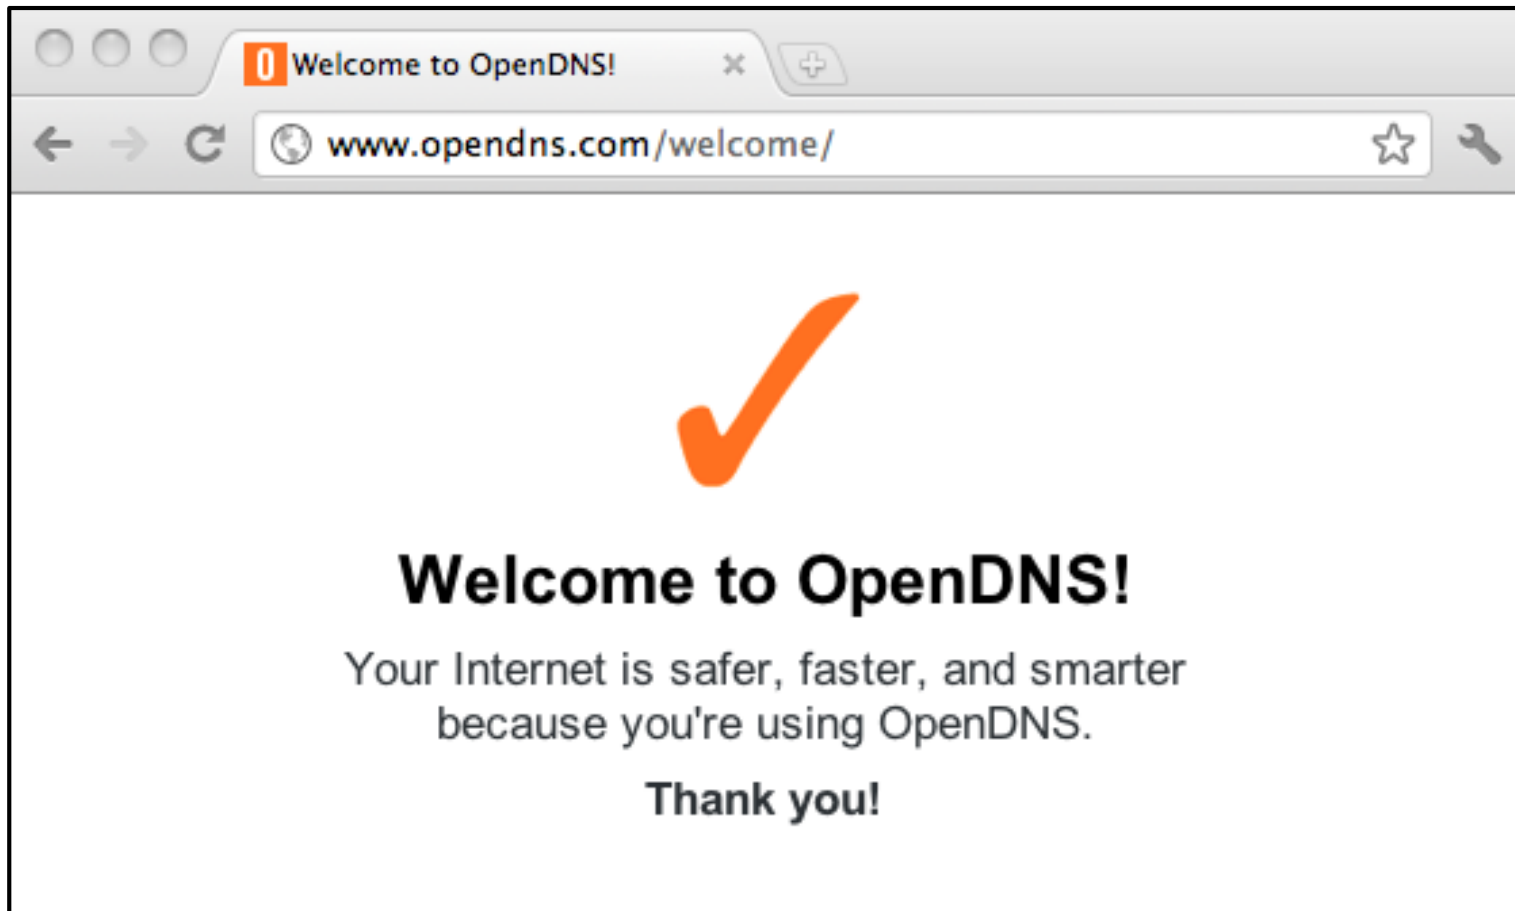 0 Welcome to OpenDNS!
www.opendns.com/welcome/
Welcome to OpenDNS!
Your Internet is safer, faster, and smarter
because you're using OpenDNS.
Thank you!